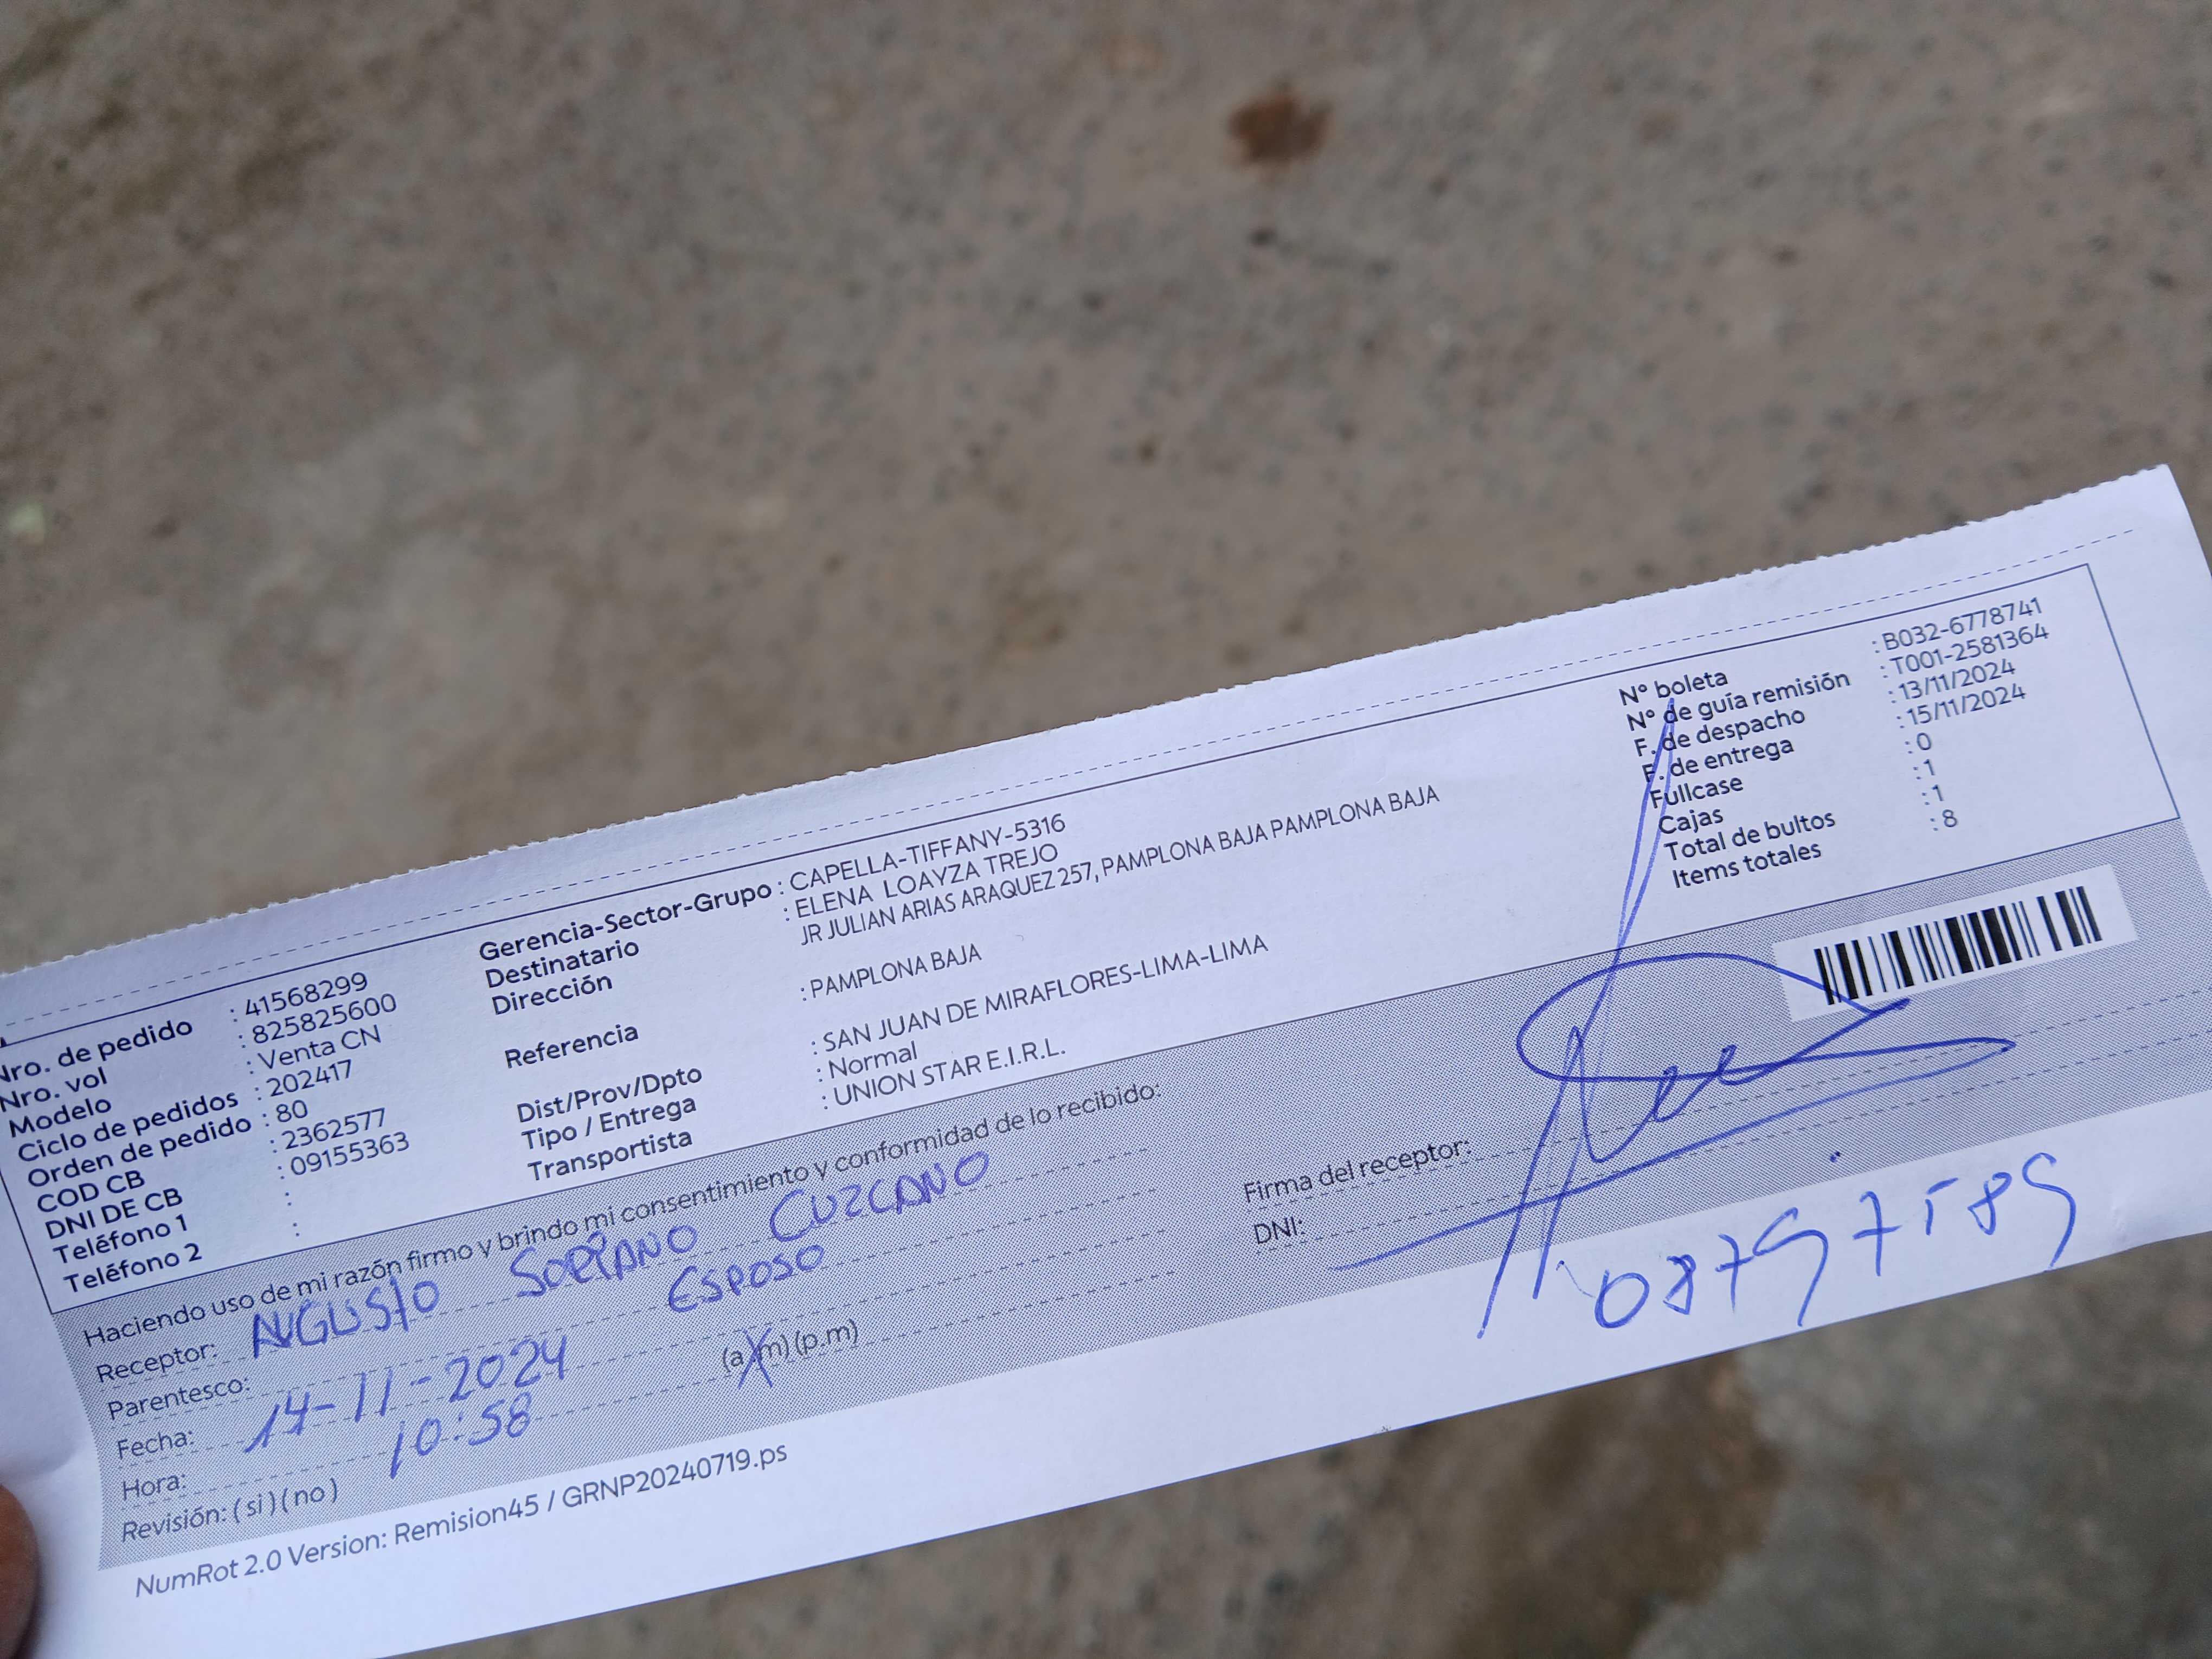 Nro. de pedido : 41568299
Nro. vol : 825825600
Modelo : Venta CN
Ciclo de pedidos : 202417
Orden de pedido : 80
COD CB : 2362577
DNI DE CB : 09155363
Teléfono 1 :
Teléfono 2 :
Gerencia-Sector-Grupo : CAPELLA-TIFFANY-5316
Destinatario : ELENA LOAYZA TREJO
Dirección JR JULIAN ARIAS ARAQUEZ 257, PAMPLONA BAJA PAMPLONA BAJA
Referencia : PAMPLONA BAJA
Dist/Prov/Dpto : SAN JUAN DE MIRAFLORES-LIMA-LIMA
Tipo / Entrega : Normal
Transportista : UNION STAR E.I.R.L.
N° boleta : B032-6778741
N° de guía remisión : T001-2581364
F. de despacho : 13/11/2024
F. de entrega : 15/11/2024
Fullcase : 0
Cajas : 1
Total de bultos : 1
Items totales : 8
Haciendo uso de mi razón firmo y brindo mi consentimiento y conformidad de lo recibido:
Receptor: AUGUSTO SORIANO CUZCANO
Parentesco: ESPOSO
Fecha: 14-11-2024
Hora: 10:58 (a.m) (p.m)
Revisión: ( si ) ( no )
Firma del receptor:
DNI:
NumRot 2.0 Version: Remision45 / GRNP20240719.ps